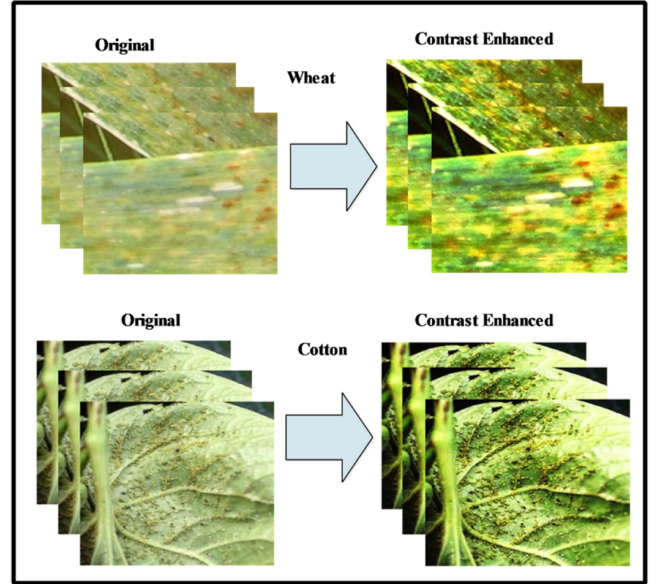 Original
Contrast Enhanced
Wheat
Original
Contrast Enhanced
Cotton